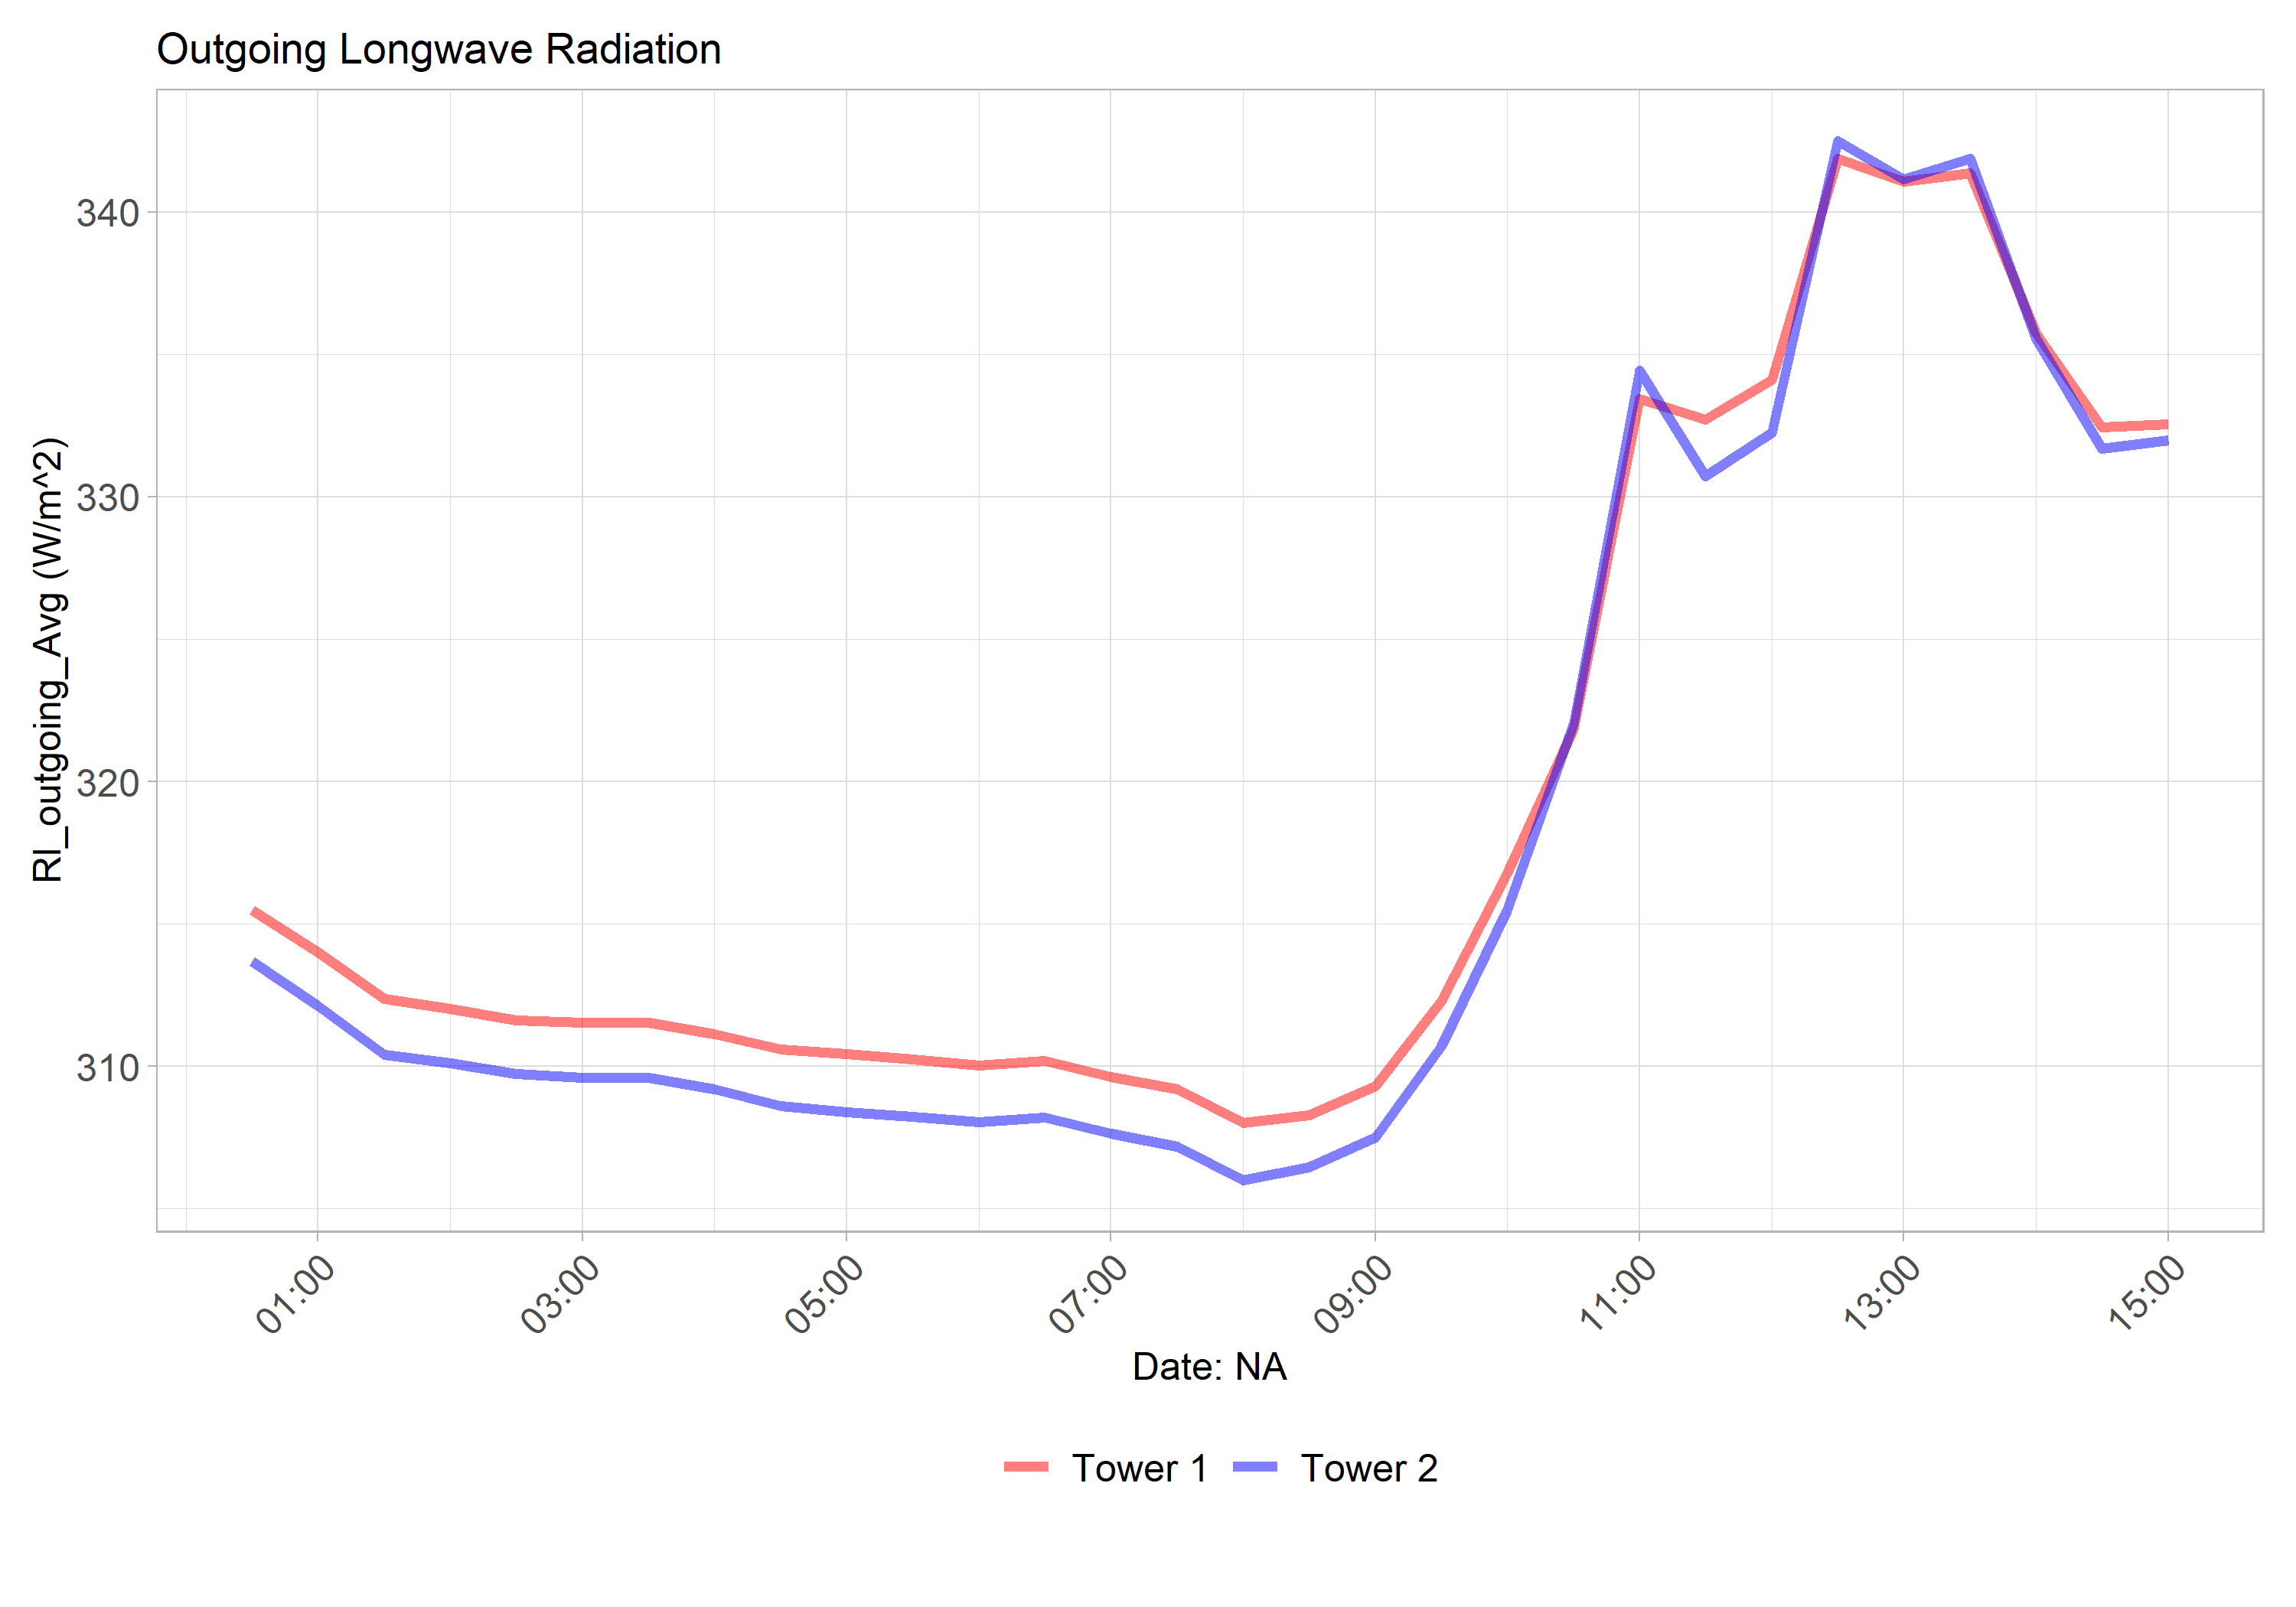 Outgoing Longwave Radiation
Rl_outgoing_Avg (W/m^2)
340
330
320
310
01:00 03:00 05:00 07:00 09:00 11:00 13:00 15:00
Date: NA
Tower 1 Tower 2